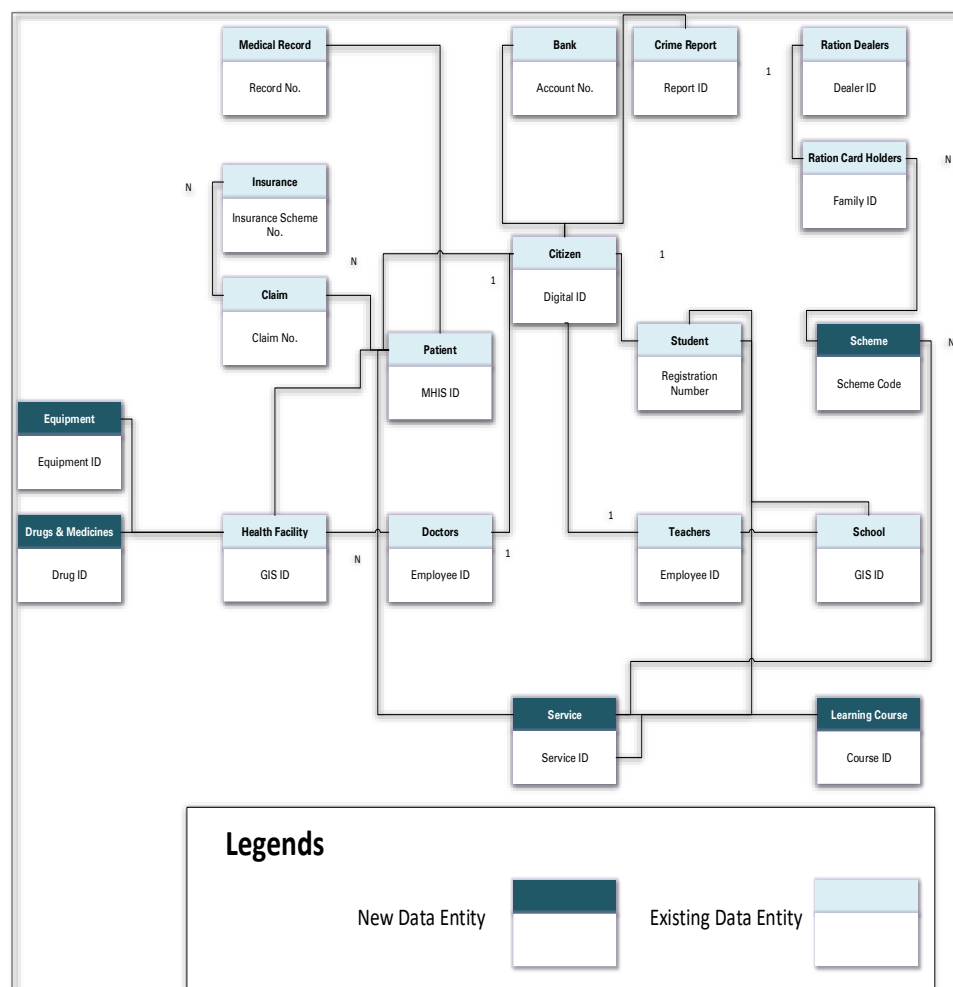 Medical Record
Record No.
Bank
Account No.
Crime Report
Report ID
Ration Dealers
Dealer ID
1
Ration Card Holders
Family ID
N
Insurance
Insurance Scheme
No.
N
Claim
Claim No.
N
Citizen
Digital ID
1
1
Patient
MHIS ID
Student
Registration
Number
Scheme
Scheme Code
N
Equipment
Equipment ID
Drugs & Medicines
Drug ID
Health Facility
GIS ID
N
Doctors
Employee ID
1
1
Teachers
Employee ID
School
GIS ID
Service
Service ID
Learning Course
Course ID
Legends
New Data Entity
Existing Data Entity